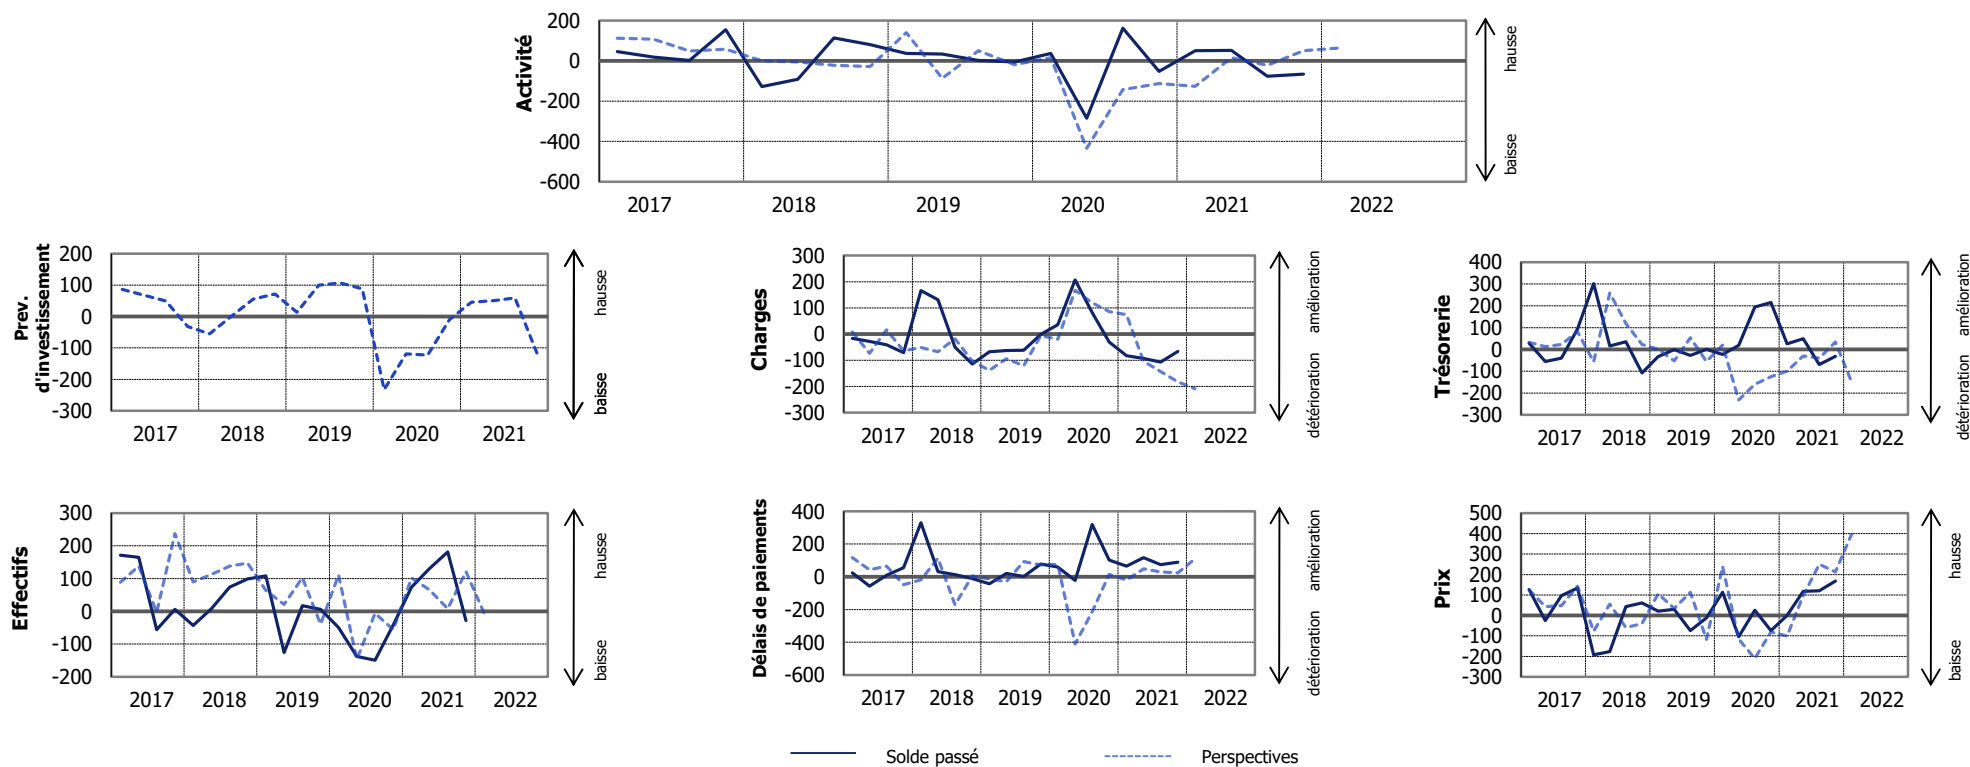 Activité
200
0
-200
-400
-600
2017 2018 2019 2020 2021 2022
hausse
baisse
Prev.
d'investissement
200
100
0
-100
-200
-300
2017 2018 2019 2020 2021
hausse
baisse
Charges
300
200
100
0
-100
-200
-300
2017 2018 2019 2020 2021 2022
amélioration
détérioration
Trésorerie
400
300
200
100
0
-100
-200
-300
2017 2018 2019 2020 2021 2022
amélioration
détérioration
Effectifs
300
200
100
0
-100
-200
2017 2018 2019 2020 2021 2022
hausse
baisse
Délais de paiements
400
200
0
-200
-400
-600
2017 2018 2019 2020 2021 2022
amélioration
détérioration
Prix
500
400
300
200
100
0
-100
-200
-300
2017 2018 2019 2020 2021 2022
hausse
baisse
Solde passé
Perspectives